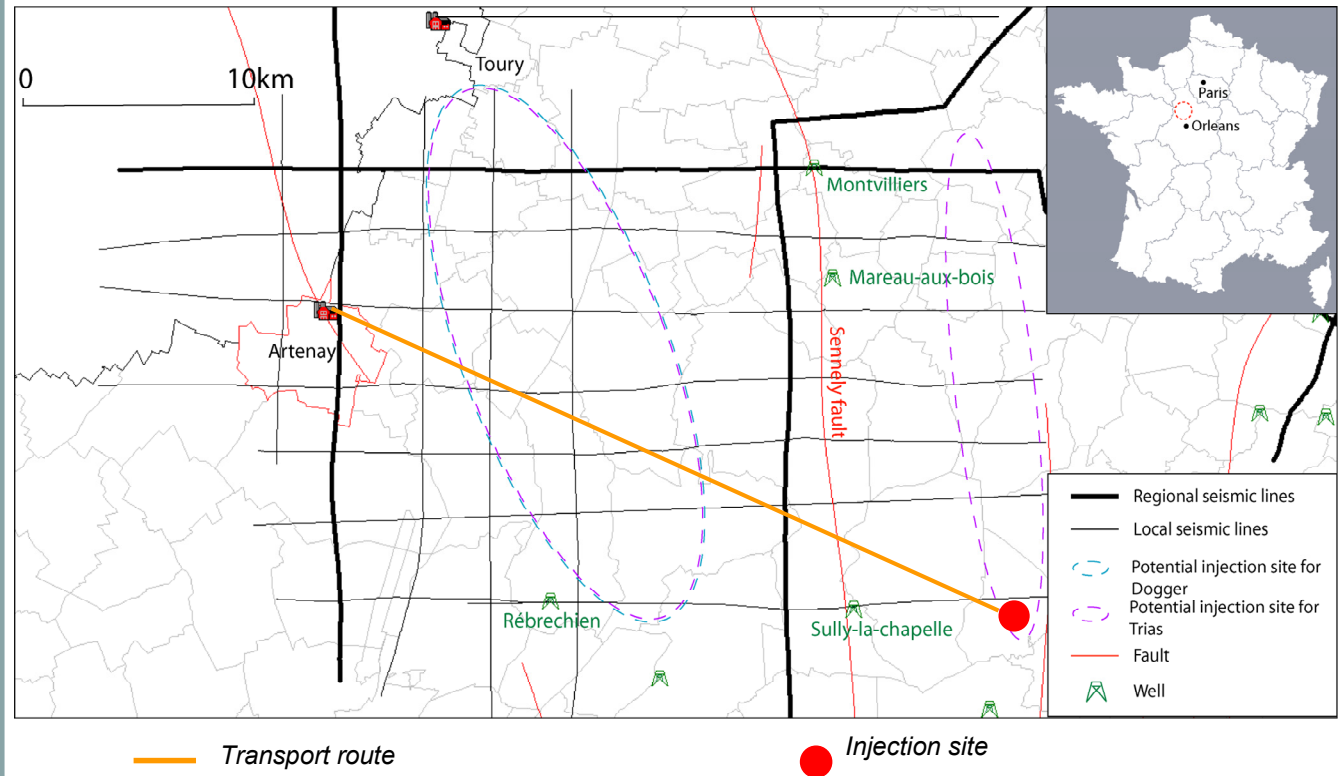 Toury
0
10km
Paris
Orleans
Montvilliers
Mareau-aux-bois
Sennely fault
Artenay
Rébrechien
Sully-la-chapelle
Regional seismic lines
Local seismic lines
Potential injection site for
Dogger
Potential injection site for
Trias
Fault
Well
Transport route
Injection site